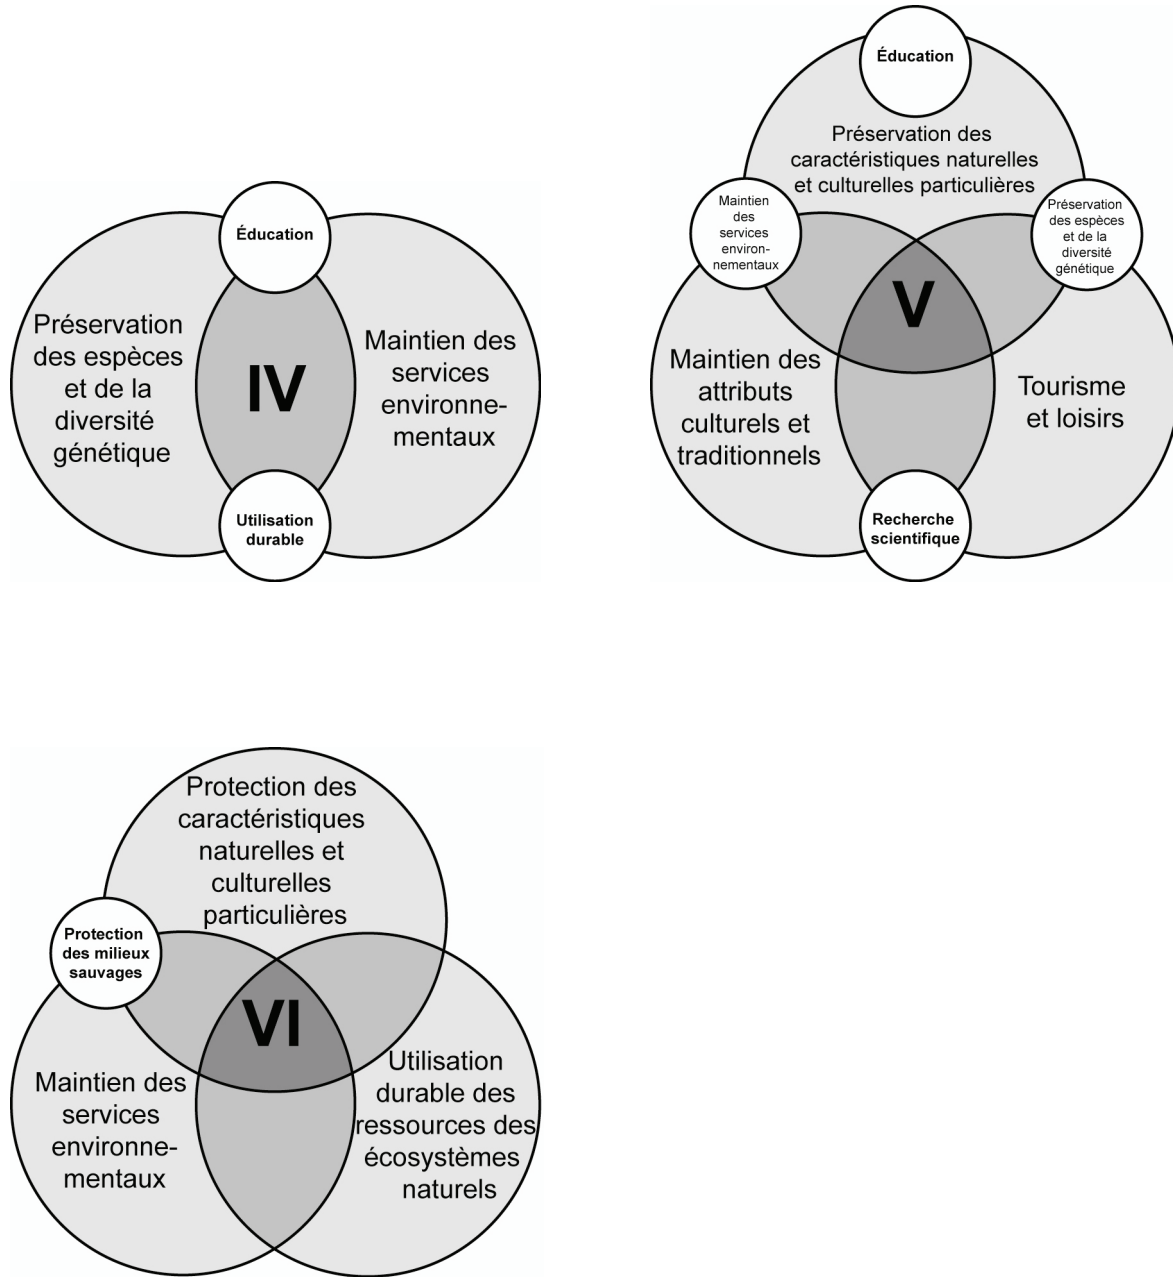 Éducation
Préservation
des espèces
et de la
diversité
génétique
IV
Maintien des
services
environne-
mentaux
Utilisation
durable
Éducation
Préservation des
caractéristiques naturelles
et culturelles particulières
Maintien
des
services
environ-
nementaux
Préservation
des espèces
et de la
diversité
génétique
V
Maintien des
attributs
culturels et
traditionnels
Tourisme
et loisirs
Recherche
scientifique
Protection des
caractéristiques
naturelles et
culturelles
particulières
Protection
des milieux
sauvages
VI
Maintien des
services
environne-
mentaux
Utilisation
durable des
ressources des
écosystèmes
naturels